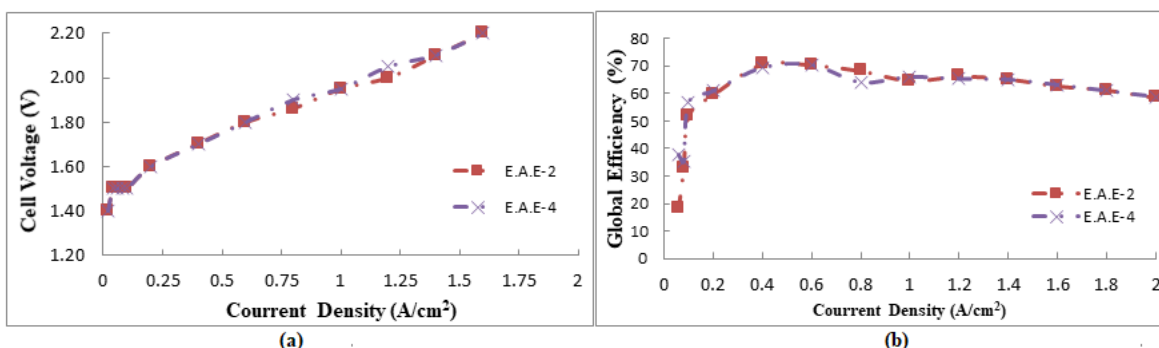 2.20
2.00
1.80
1.60
1.40
1.20
Cell Voltage (V)
E.A.E-2
E.A.E-4
0 0.25 0.5 0.75 1 1.25 1.5 1.75 2
Courrent Density (A/cm²)
(a)
80
70
60
50
40
30
20
10
0
Global Efficiency (%)
E.A.E-2
E.A.E-4
0 0.2 0.4 0.6 0.8 1 1.2 1.4 1.6 1.8 2
Courrent Density (A/cm²)
(b)